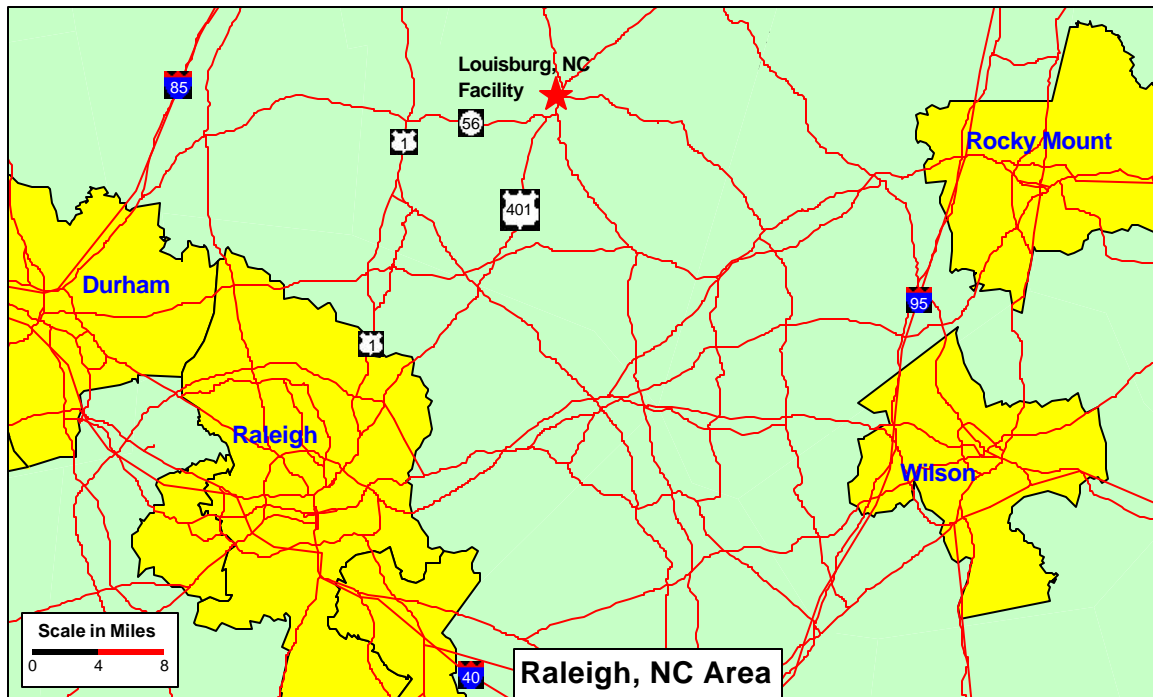 Louisburg, NC
Facility
85
56
1
Rocky Mount
401
Durham
95
1
Raleigh
Wilson
Scale in Miles
0 4 8
40
Raleigh, NC Area